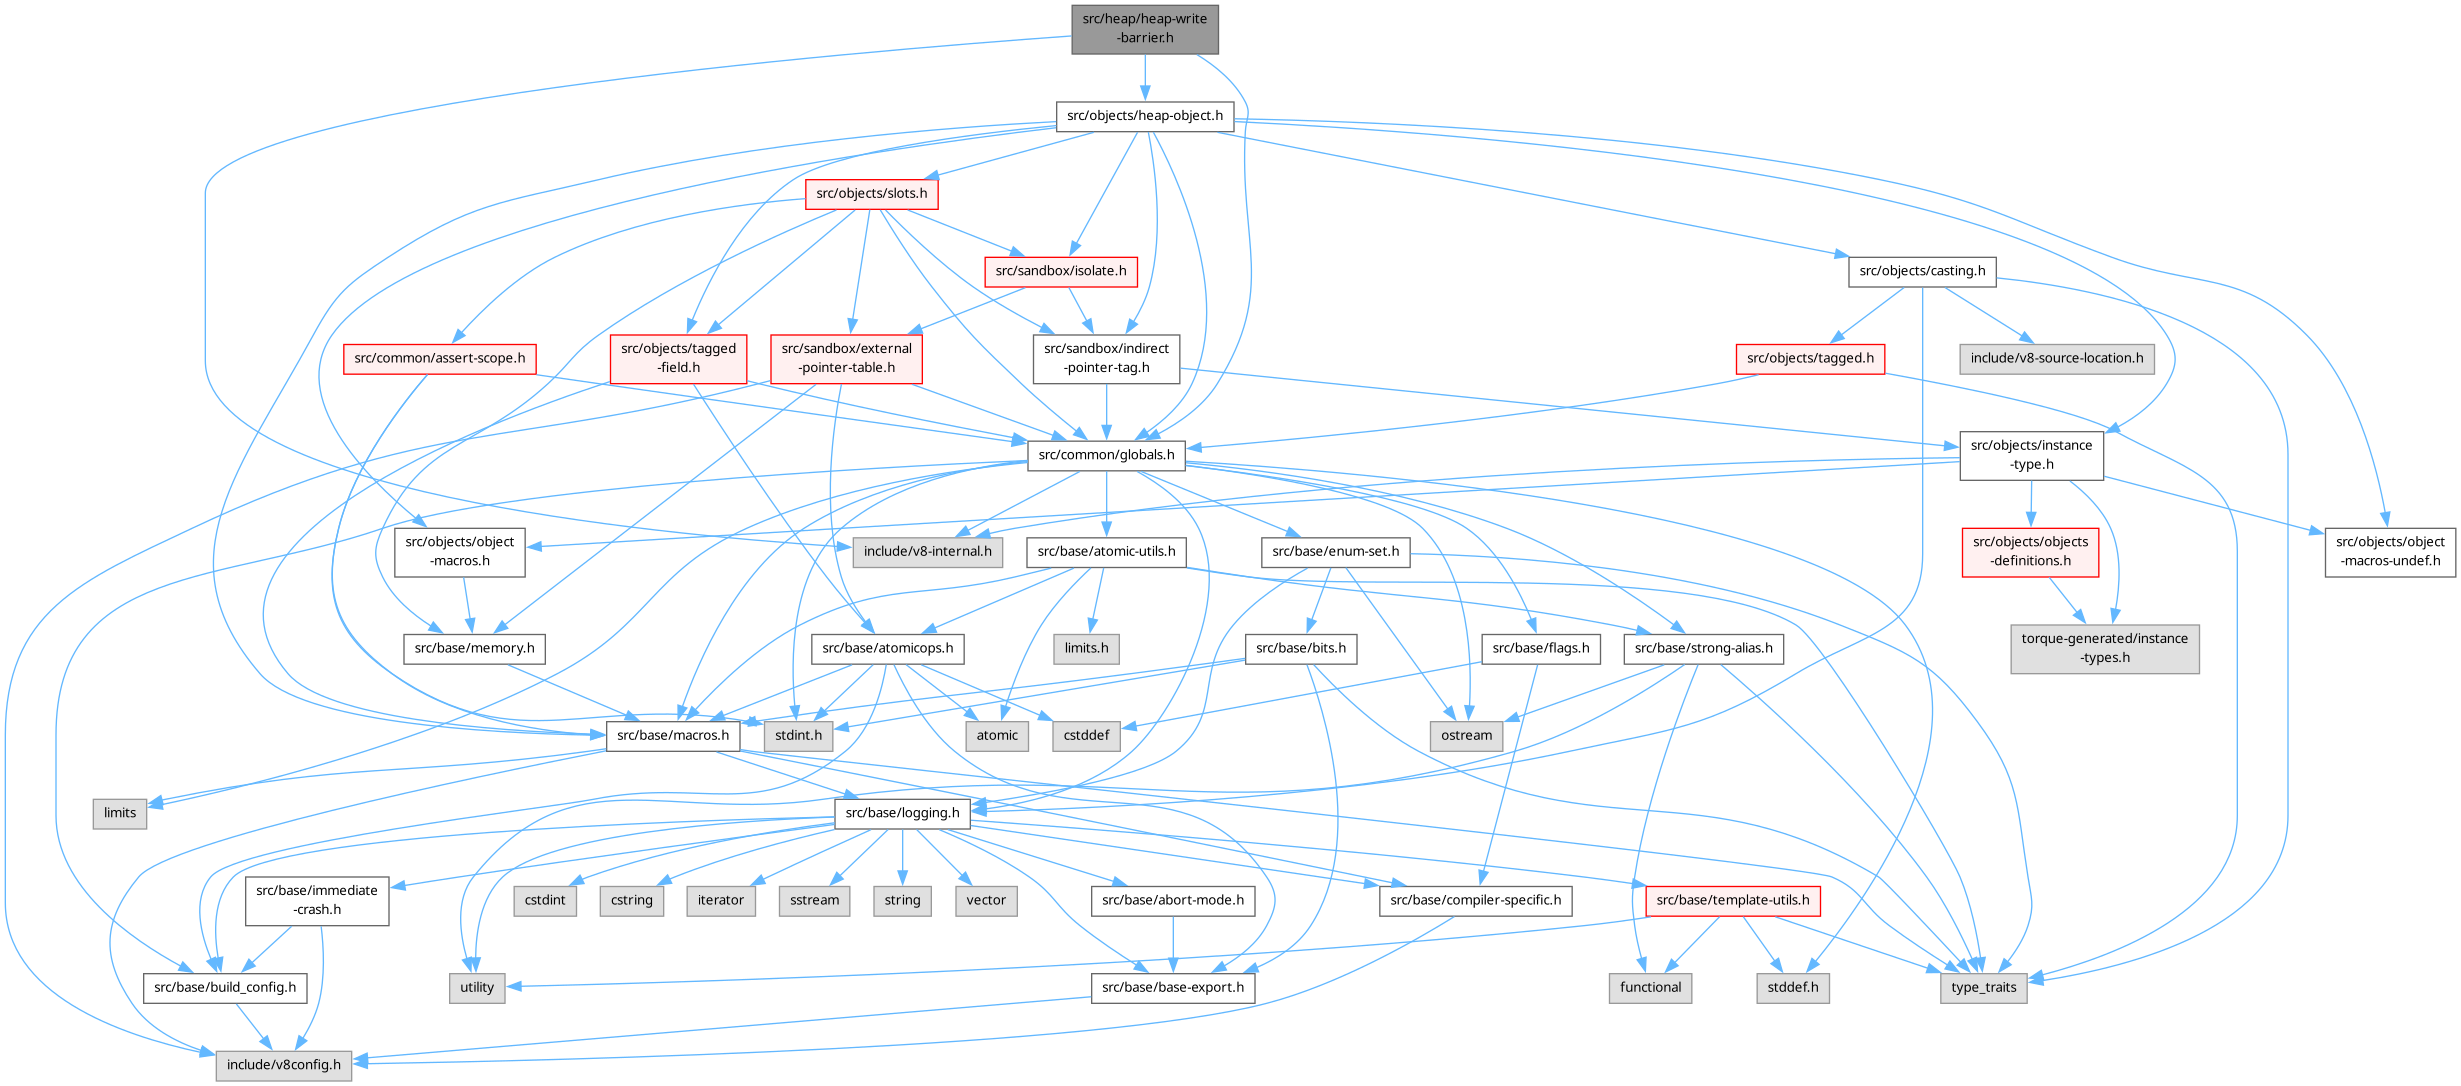 src/heap/heap-write
-barrier.h
src/objects/heap-object.h
src/objects/slots.h
src/sandbox/isolate.h
src/objects/casting.h
src/common/assert-scope.h
src/objects/tagged
-field.h
src/sandbox/external
-pointer-table.h
src/sandbox/indirect
-pointer-tag.h
src/objects/tagged.h
include/v8-source-location.h
src/common/globals.h
src/objects/instance
-type.h
src/objects/object
-macros.h
include/v8-internal.h
src/base/atomic-utils.h
src/base/enum-set.h
src/objects/objects
-definitions.h
src/objects/object
-macros-undef.h
src/base/memory.h
src/base/atomicops.h
limits.h
src/base/bits.h
src/base/flags.h
src/base/strong-alias.h
torque-generated/instance
-types.h
src/base/macros.h
stdint.h
atomic
cstddef
ostream
limits
src/base/logging.h
src/base/immediate
-crash.h
cstdint
cstring
iterator
sstream
string
vector
src/base/abort-mode.h
src/base/compiler-specific.h
src/base/template-utils.h
src/base/build_config.h
utility
src/base/base-export.h
functional
stddef.h
type_traits
include/v8config.h